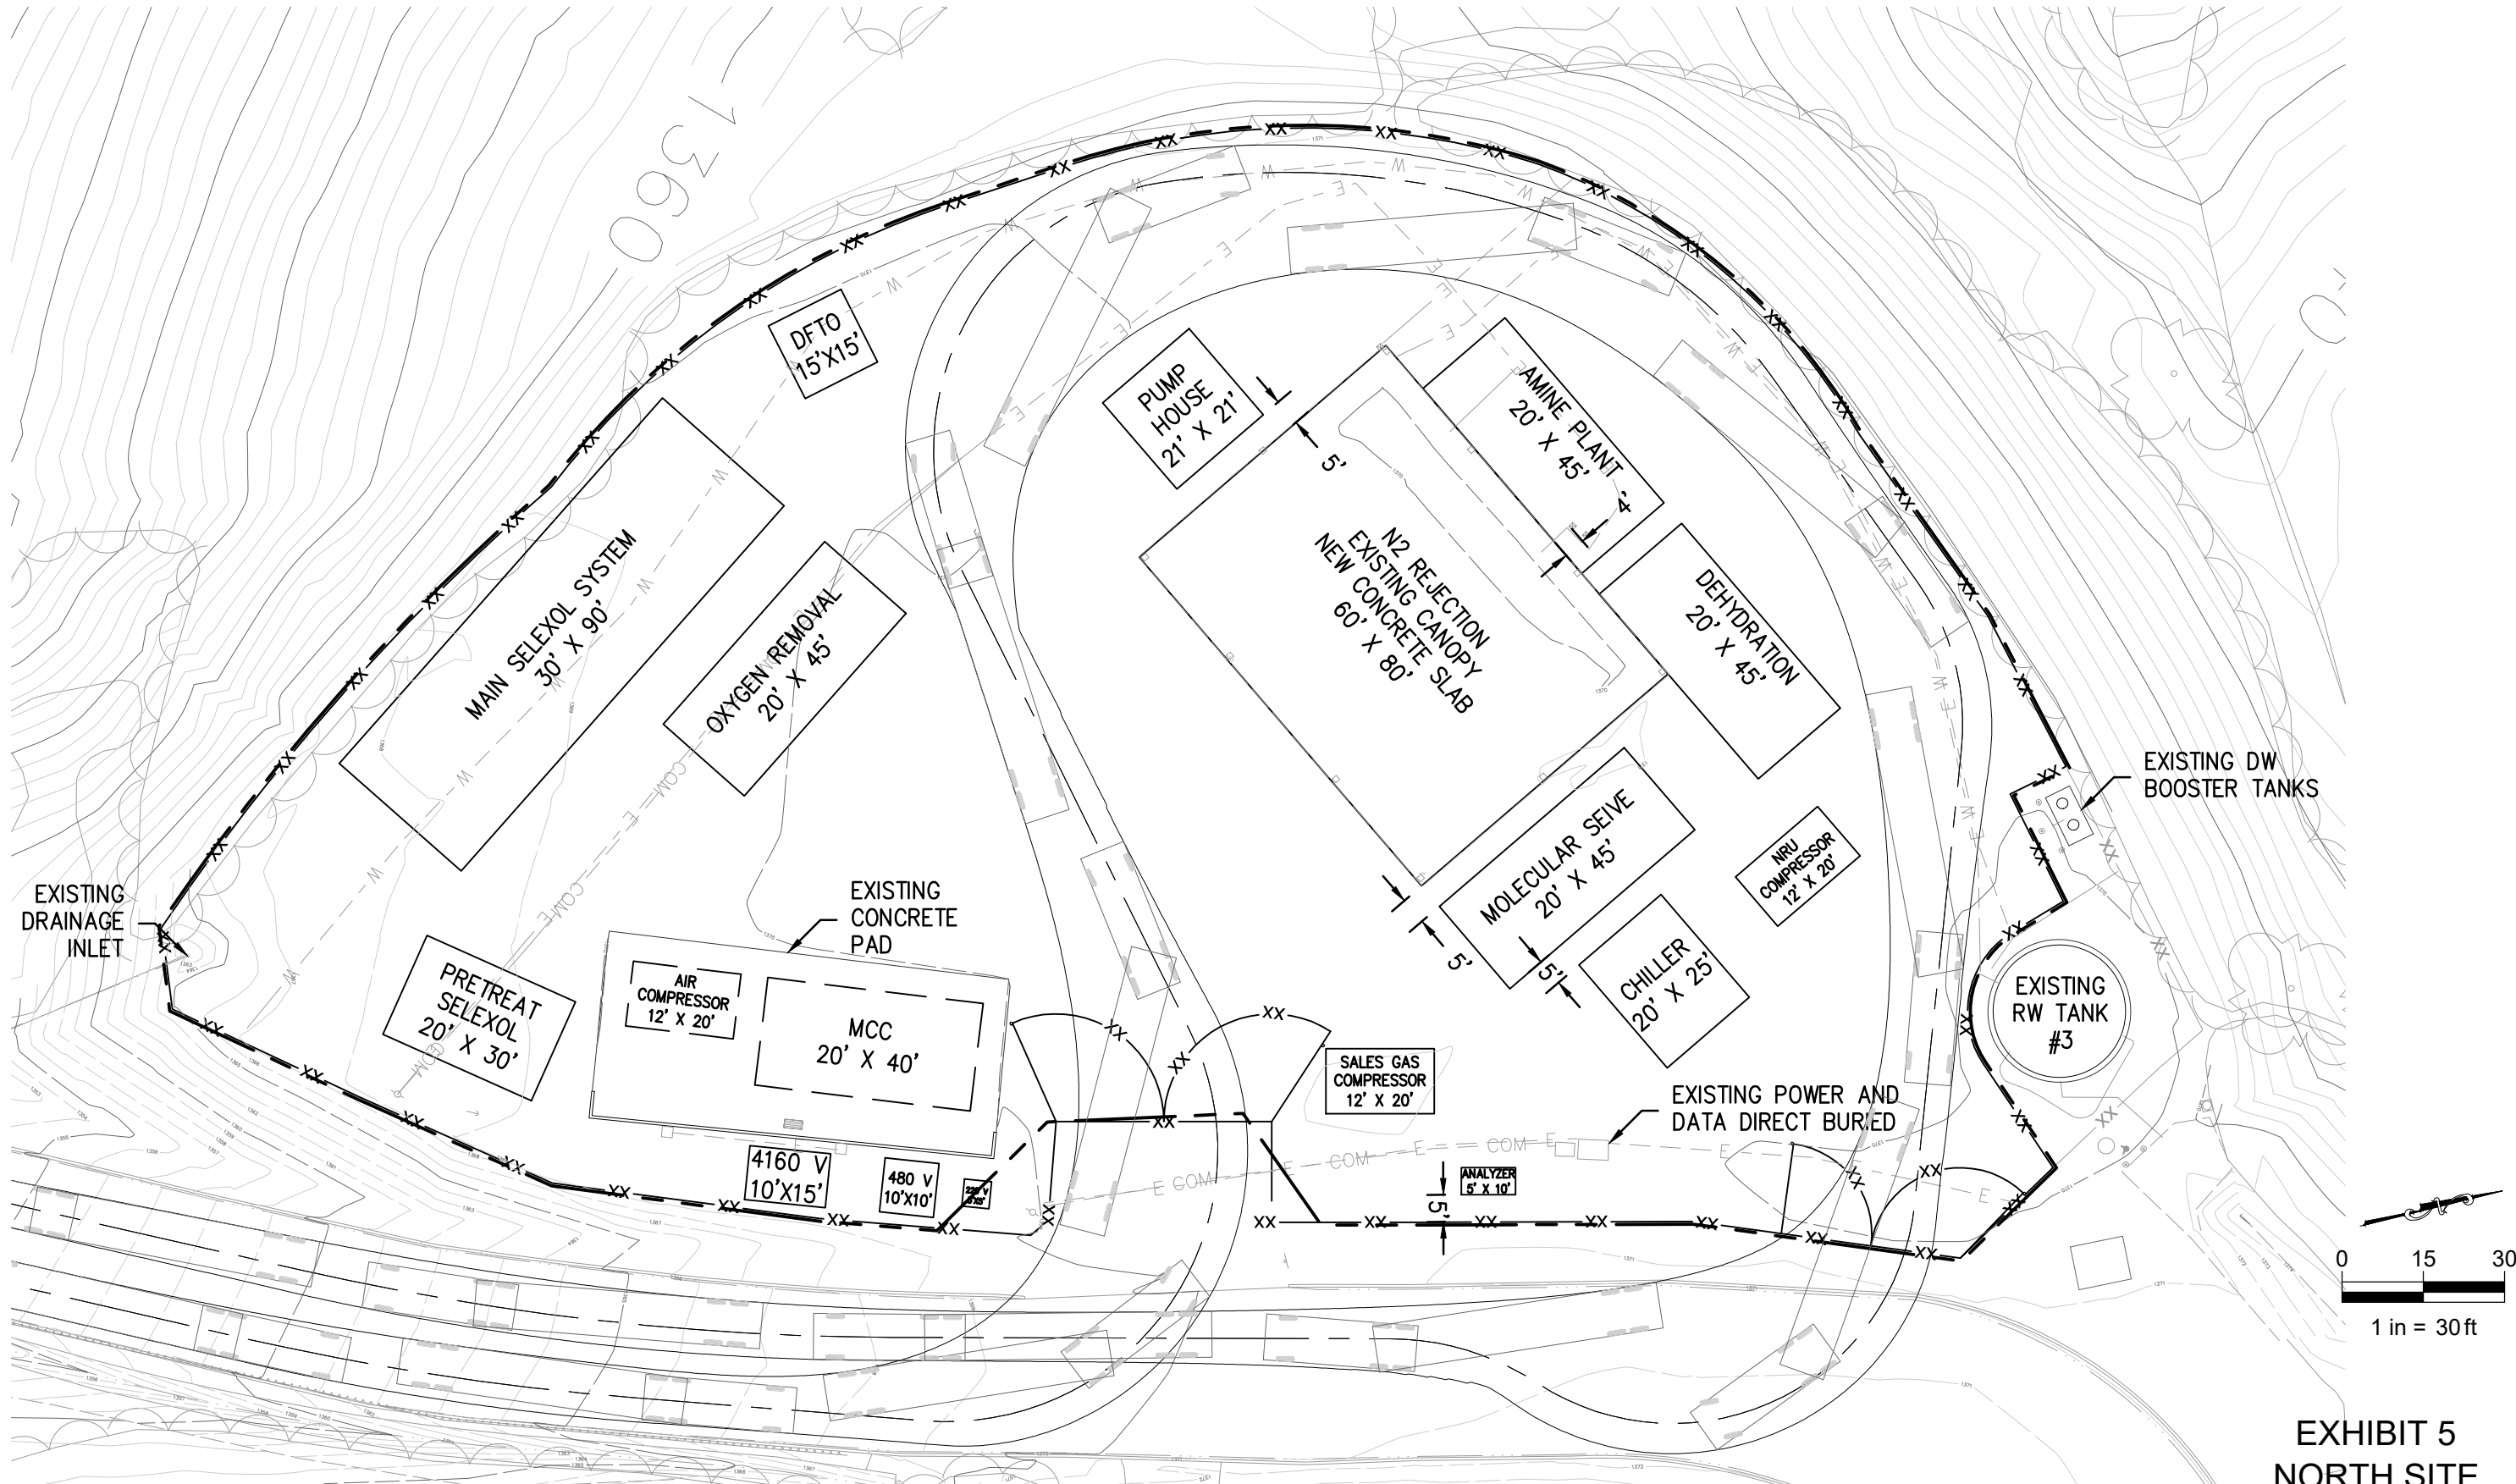 1360
DFTO
15'X15'
PUMP
HOUSE
21' X 21'
5'
AMINE PLANT
20' X 45'
4'
MAIN SELEXOL SYSTEM
30' X 90'
OXYGEN REMOVAL
20' X 45'
N2 REJECTION
EXISTING CANOPY
NEW CONCRETE SLAB
60' X 80'
DEHYDRATION
20' X 45'
EXISTING DW
BOOSTER TANKS
MOLECULAR SEIVE
20' X 45'
NRU
COMPRESSOR
12' X 20'
5'
5'
CHILLER
20' X 25'
EXISTING
DRAINAGE
INLET
EXISTING
CONCRETE
PAD
PRETREAT
SELEXOL
20' X 30'
AIR
COMPRESSOR
12' X 20'
MCC
20' X 40'
EXISTING
RW TANK
#3
SALES GAS
COMPRESSOR
12' X 20'
EXISTING POWER AND
DATA DIRECT BURIED
4160 V
10'X15'
480 V
10'X10'
ANALYZER
5' X 10'
5'
E COM E COM E COM E
0 15 30
1 in = 30 ft
EXHIBIT 5
NORTH SITE